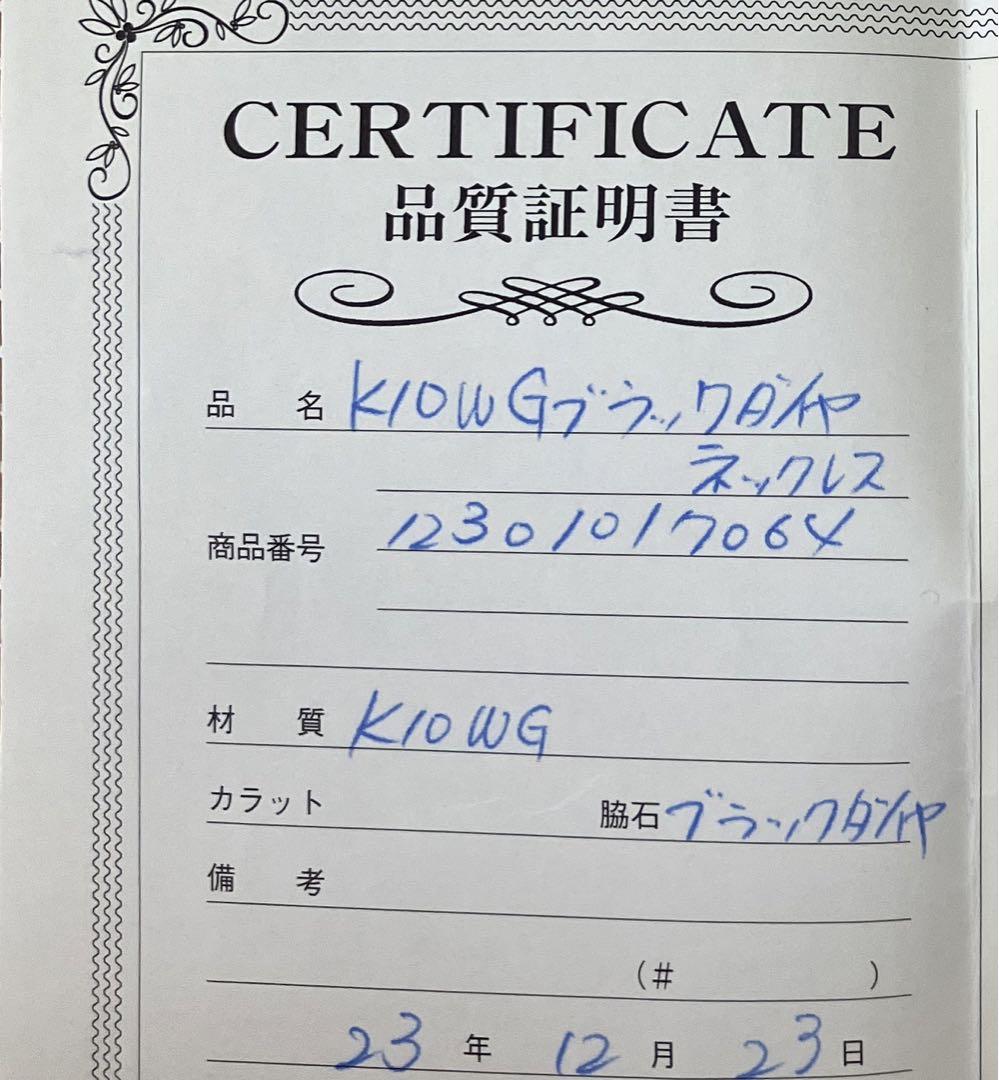 CERTIFICATE
品質証明書
品 名 K10WGブラックダイヤ
ネックレス
商品番号 12301017064
材 質 K10WG
カラット 脇石 ブラックダイヤ
備 考
(# )
23 年 12 月 23 日